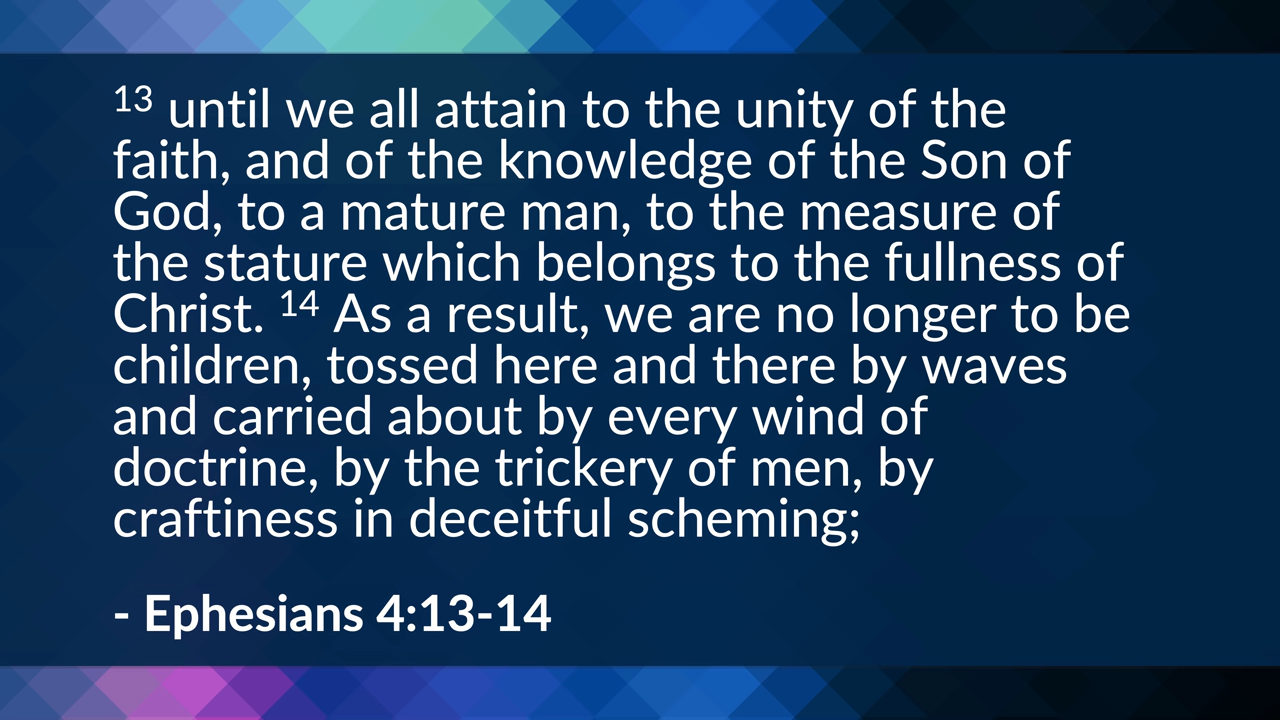 13 until we all attain to the unity of the
faith, and of the knowledge of the Son of
God, to a mature man, to the measure of
the stature which belongs to the fullness of
Christ. 14 As a result, we are no longer to be
children, tossed here and there by waves
and carried about by every wind of
doctrine, by the trickery of men, by
craftiness in deceitful scheming;
- Ephesians 4:13-14